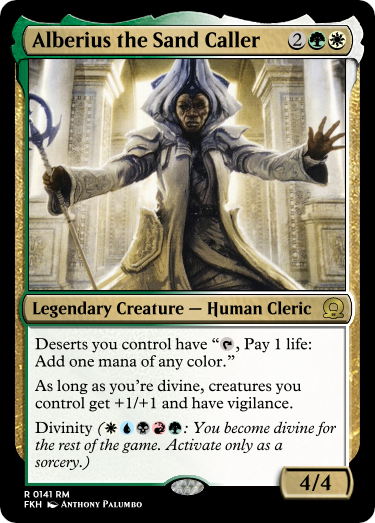 Alberius the Sand Caller 2
Legendary Creature — Human Cleric
Deserts you control have “, Pay 1 life:
Add one mana of any color.”
As long as you’re divine, creatures you
control get +1/+1 and have vigilance.
Divinity (: You become divine for
the rest of the game. Activate only as a
sorcery.)
4/4
R 0141 RM
FKH Anthony Palumbo